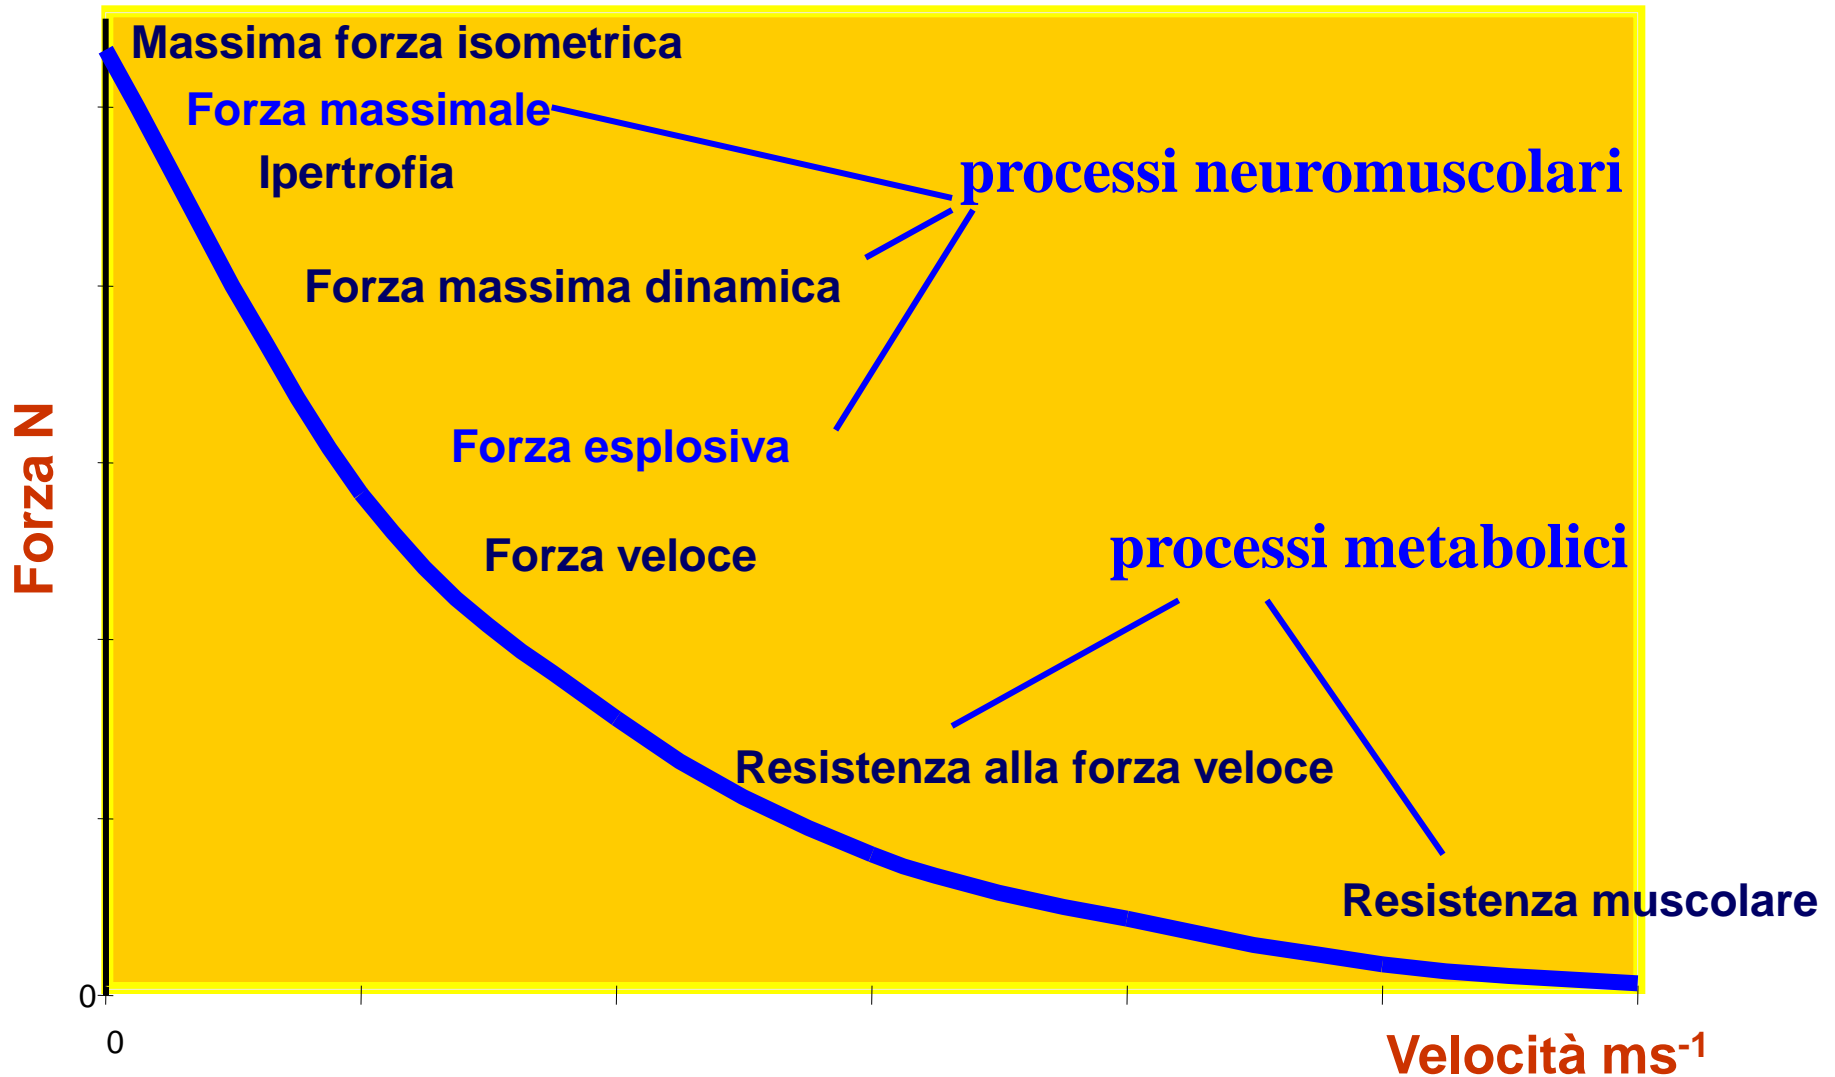 Massima forza isometrica
Forza massimale
Ipertrofia
processi neuromuscolari
Forza massima dinamica
Forza N
Forza esplosiva
Forza veloce
processi metabolici
Resistenza alla forza veloce
Resistenza muscolare
0
0
Velocità ms-1